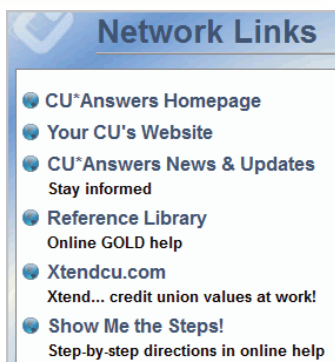 Network Links
CU*Answers Homepage
Your CU's Website
CU*Answers News & Updates
Stay informed
Reference Library
Online GOLD help
Xtendcu.com
Xtend... credit union values at work!
Show Me the Steps!
Step-by-step directions in online help